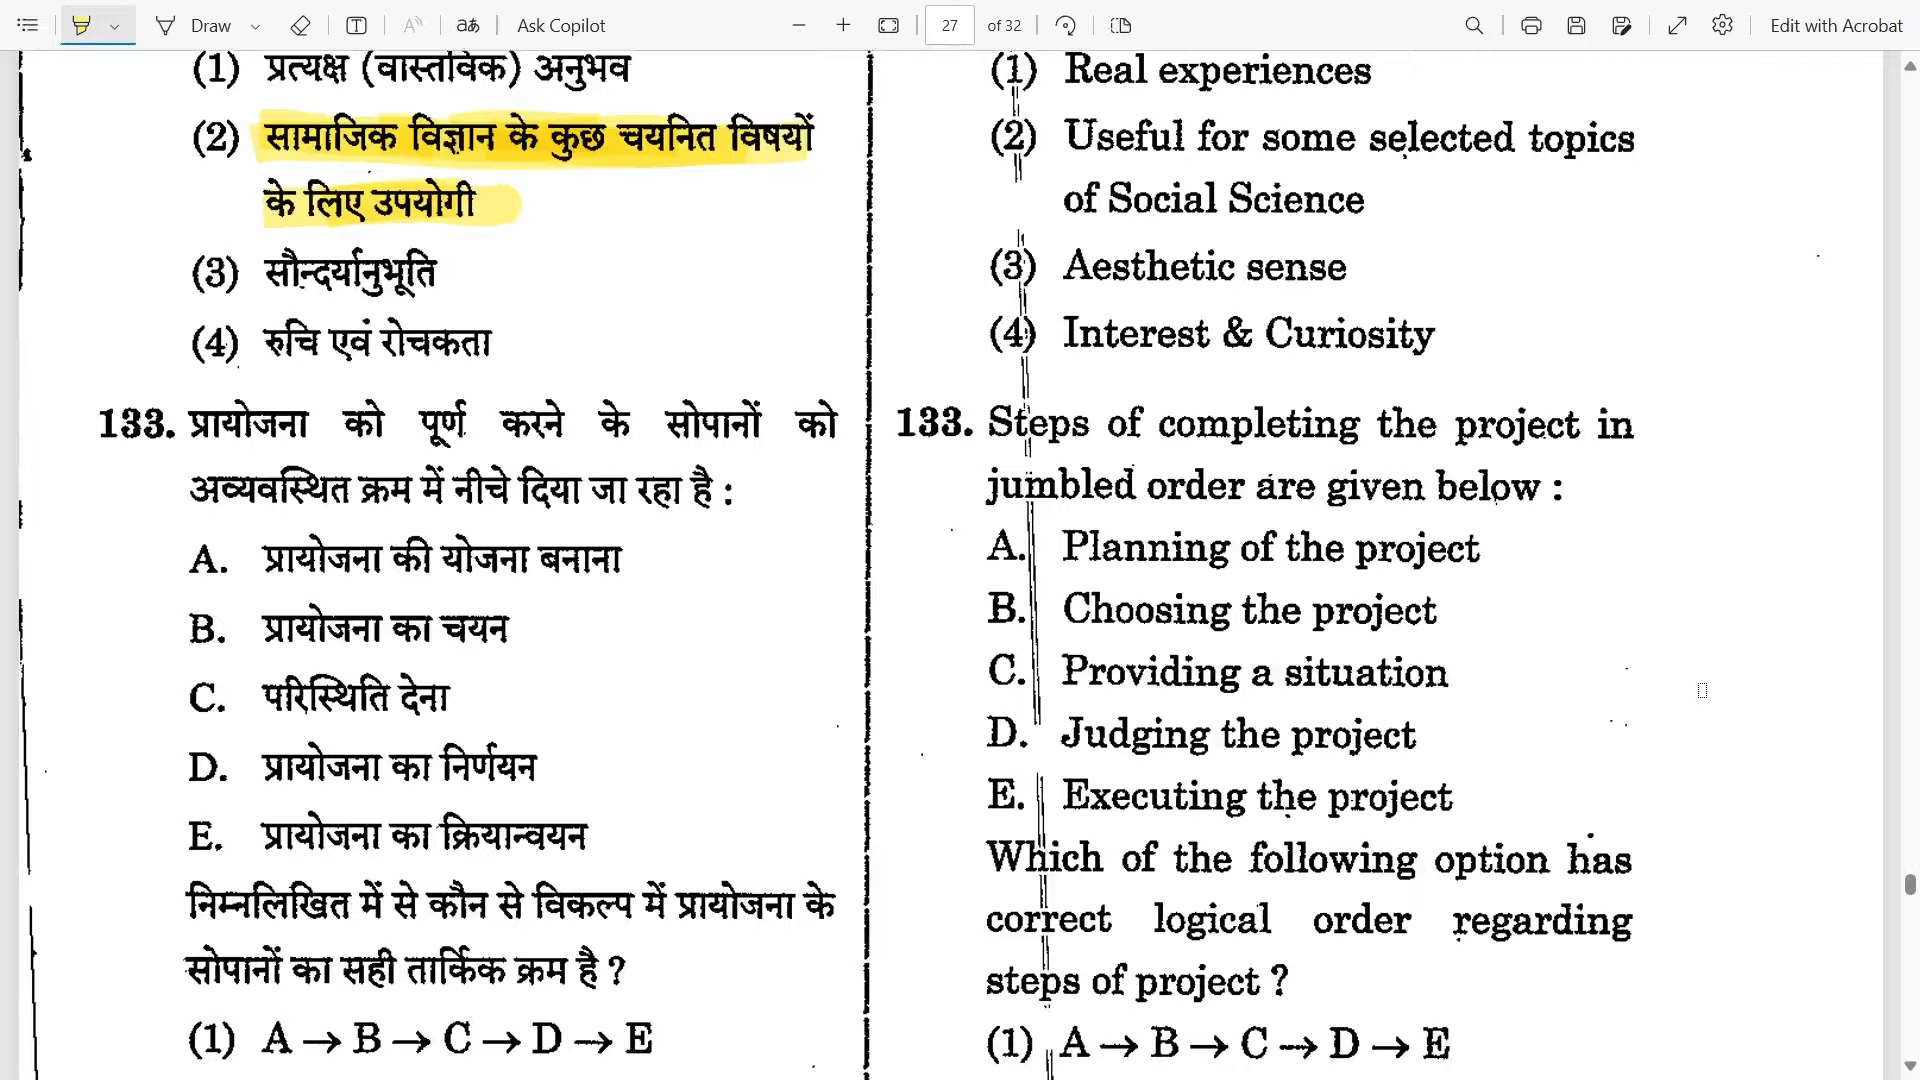 Draw
Ask Copilot
27 of 32
Edit with Acrobat
(1) प्रत्यक्ष (वास्तविक) अनुभव
(2) सामाजिक विज्ञान के कुछ चयनित विषयों
के लिए उपयोगी
(3) सौन्दर्यानुभूति
(4) रुचि एवं रोचकता
133. प्रायोजना को पूर्ण करने के सोपानों को
अव्यवस्थित क्रम में नीचे दिया जा रहा है :
A. प्रायोजना की योजना बनाना
B. प्रायोजना का चयन
C. परिस्थिति देना
D. प्रायोजना का निर्णयन
E. प्रायोजना का क्रियान्वयन
निम्नलिखित में से कौन से विकल्प में प्रायोजना के
सोपानों का सही तार्किक क्रम है ?
(1) A → B → C → D → E
(1) Real experiences
(2) Useful for some selected topics
of Social Science
(3) Aesthetic sense
(4) Interest & Curiosity
133. Steps of completing the project in
jumbled order are given below :
A. Planning of the project
B. Choosing the project
C. Providing a situation
D. Judging the project
E. Executing the project
Which of the following option has
correct logical order regarding
steps of project ?
(1) A → B → C → D → E